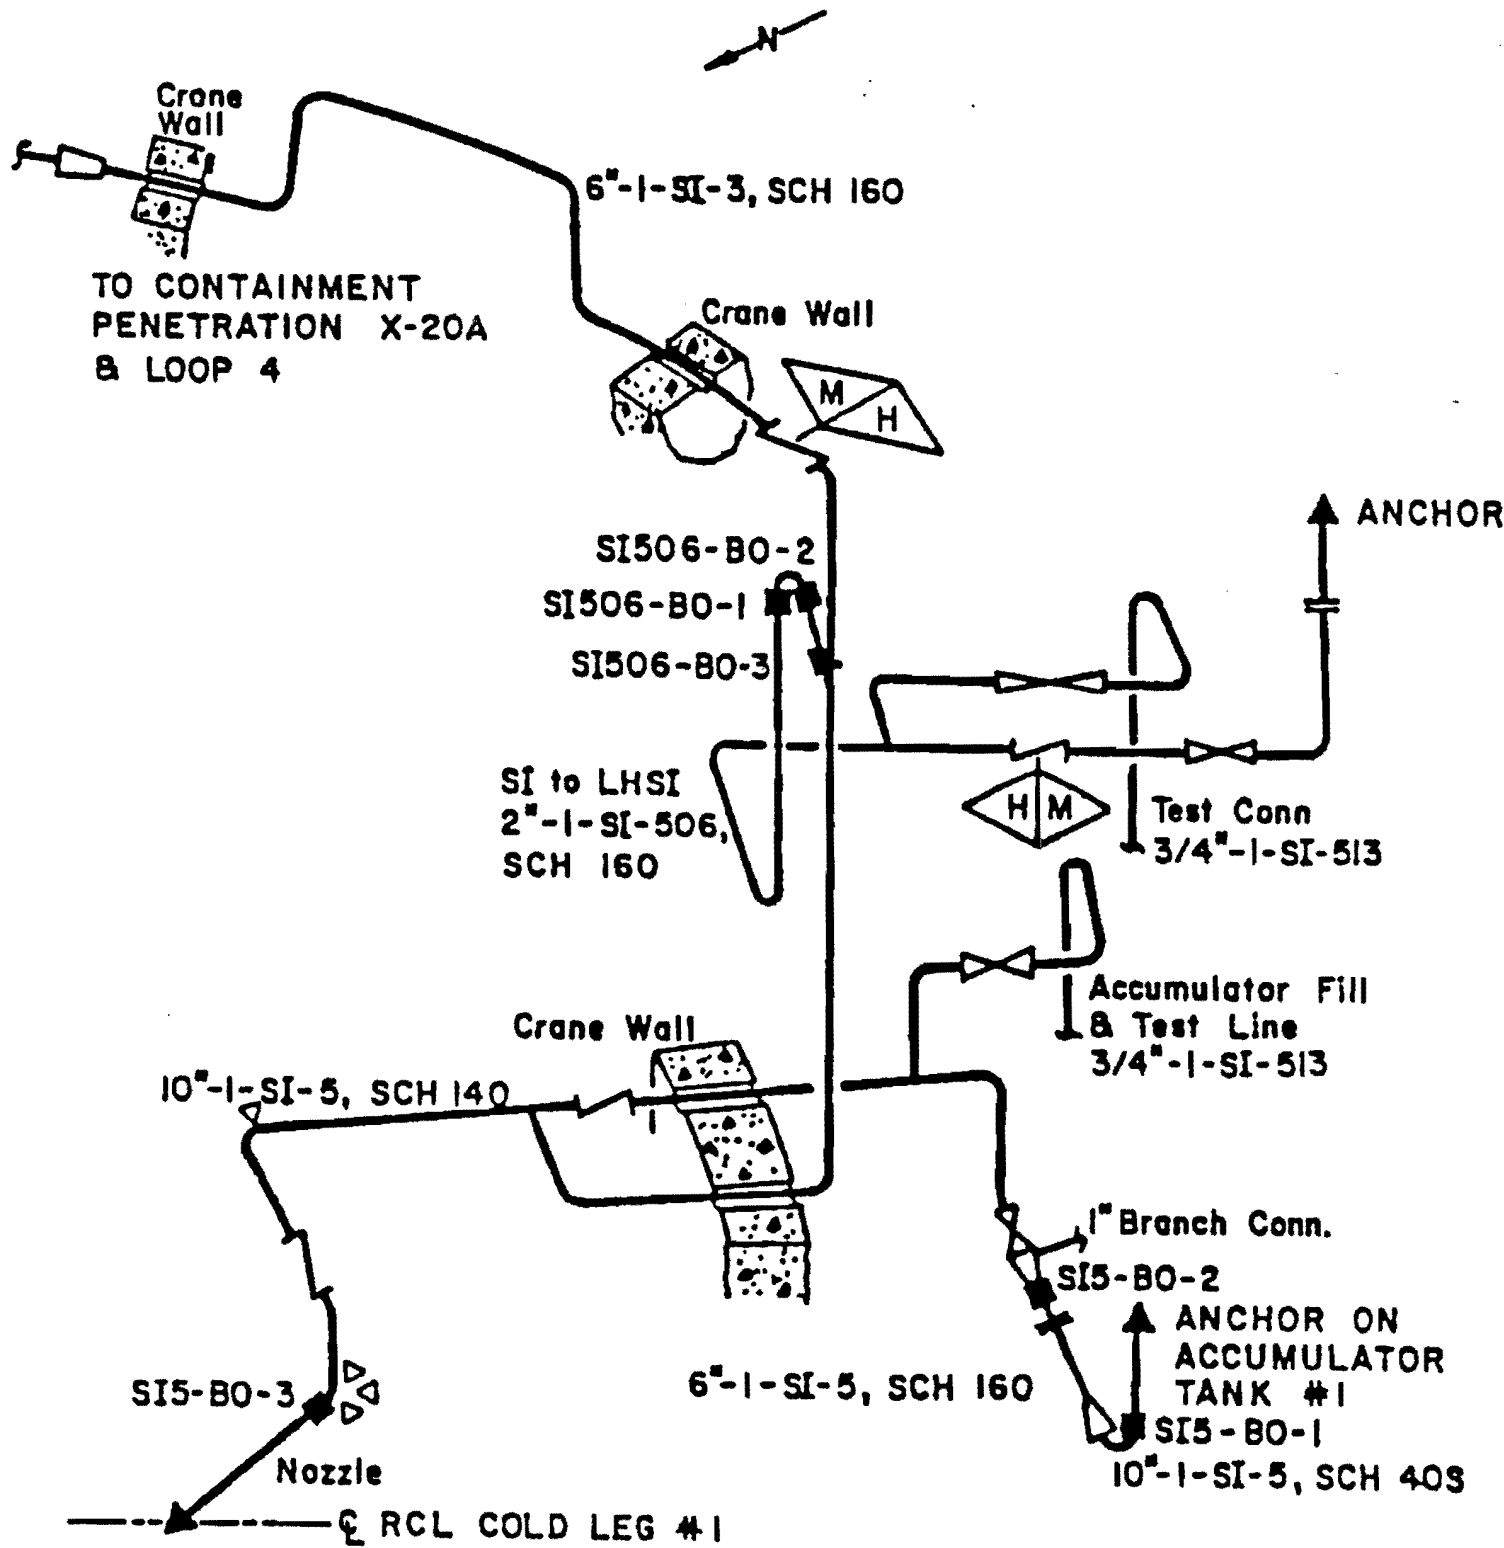 N
Crane
Wall
6"-1-SI-3, SCH 160
TO CONTAINMENT
PENETRATION X-20A
& LOOP 4
Crane Wall
M
H
ANCHOR
SI506-BO-2
SI506-BO-1
SI506-BO-3
SI to LHSI
2"-1-SI-506,
SCH 160
H M
Test Conn
3/4"-1-SI-513
Accumulator Fill
& Test Line
3/4"-1-SI-513
Crane Wall
10"-1-SI-5, SCH 140
1" Branch Conn.
SI5-BO-2
ANCHOR ON
ACCUMULATOR
TANK #1
SI5-BO-3
6"-1-SI-5, SCH 160
SI5-BO-1
10"-1-SI-5, SCH 40S
Nozzle
℄ RCL COLD LEG #1